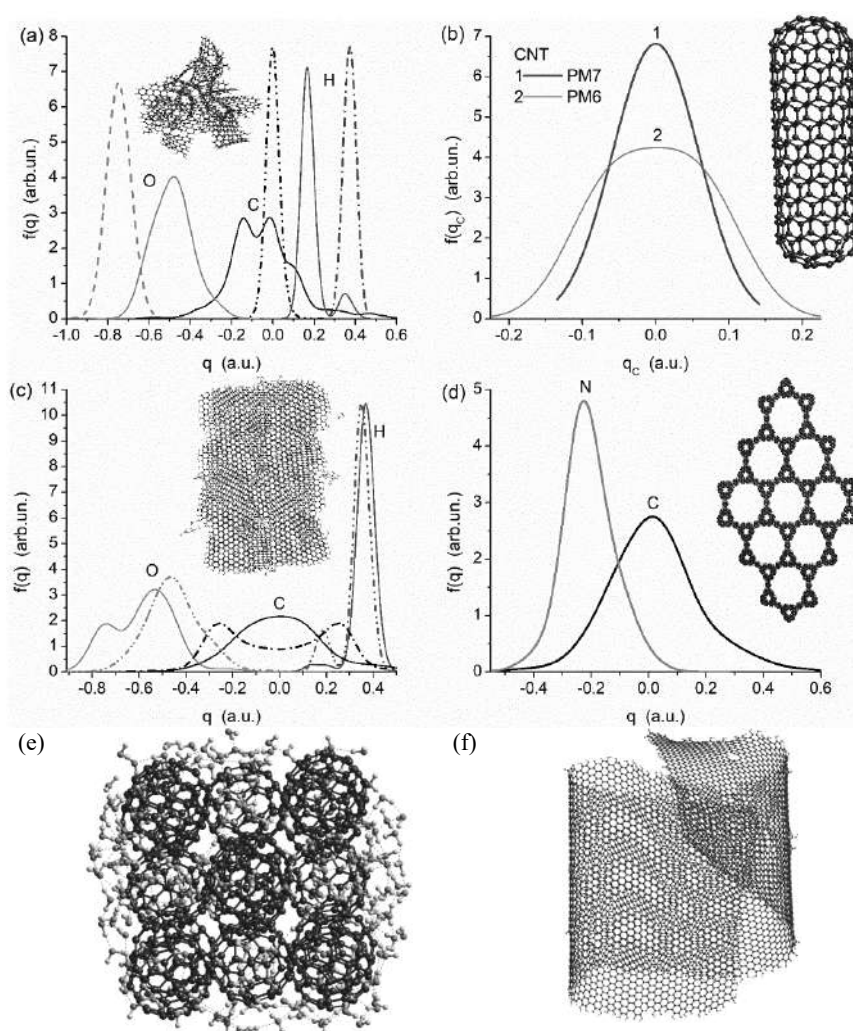 (a)
8
7
6
5
4
3
2
1
0
f(q) (arb.un.)
O
C
H
-1.0 -0.8 -0.6 -0.4 -0.2 0.0 0.2 0.4 0.6
q (a.u.)
(b)
7
6
5
4
3
2
1
0
f(qC) (arb.un.)
CNT
1 PM7
2 PM6
1
2
-0.2 -0.1 0.0 0.1 0.2
qC (a.u.)
(c)
11
10
9
8
7
6
5
4
3
2
1
0
f(q) (arb.un.)
O
C
H
-0.8 -0.6 -0.4 -0.2 0.0 0.2 0.4
q (a.u.)
(d)
5
4
3
2
1
0
f(q) (arb.un.)
N
C
-0.4 -0.2 0.0 0.2 0.4 0.6
q (a.u.)
(e)
(f)